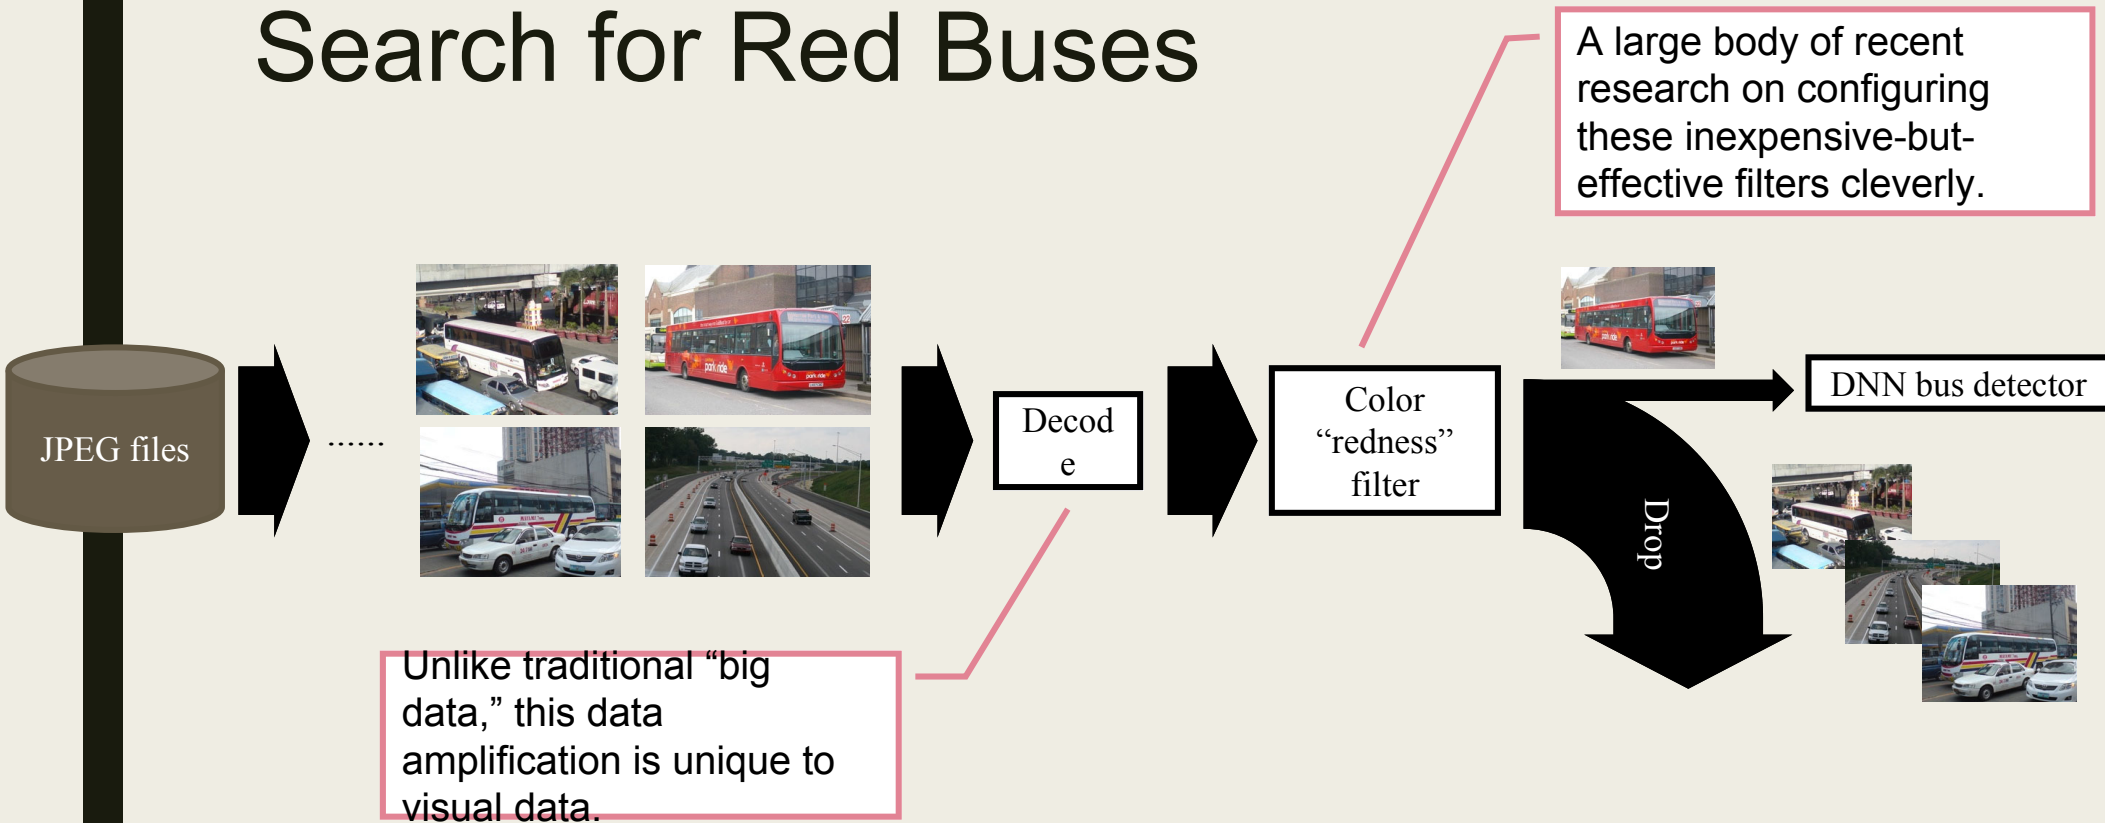 Search for Red Buses
A large body of recent
research on configuring
these inexpensive-but-
effective filters cleverly.
JPEG files
......
Decod
e
Color
“redness”
filter
DNN bus detector
Drop
park ride
Unlike traditional “big
data,” this data
amplification is unique to
visual data.